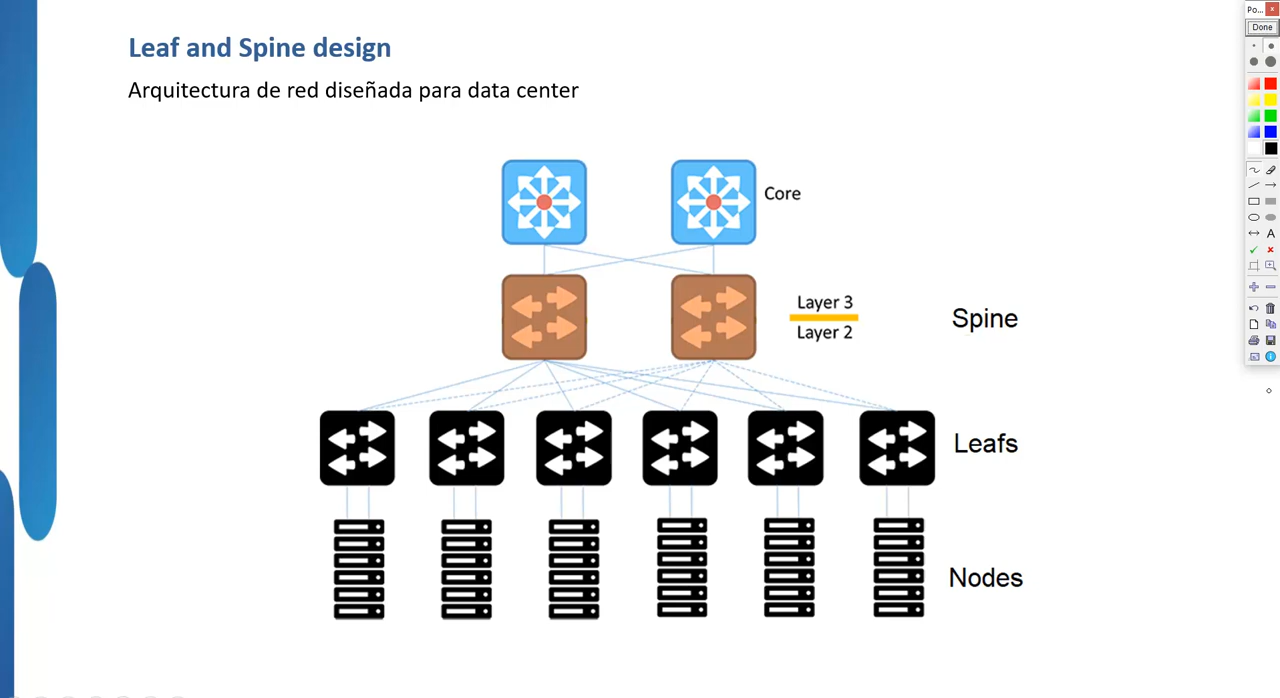 Leaf and Spine design
Arquitectura de red diseñada para data center
Core
Layer 3
Layer 2
Spine
Leafs
Nodes
Po...
Done
A